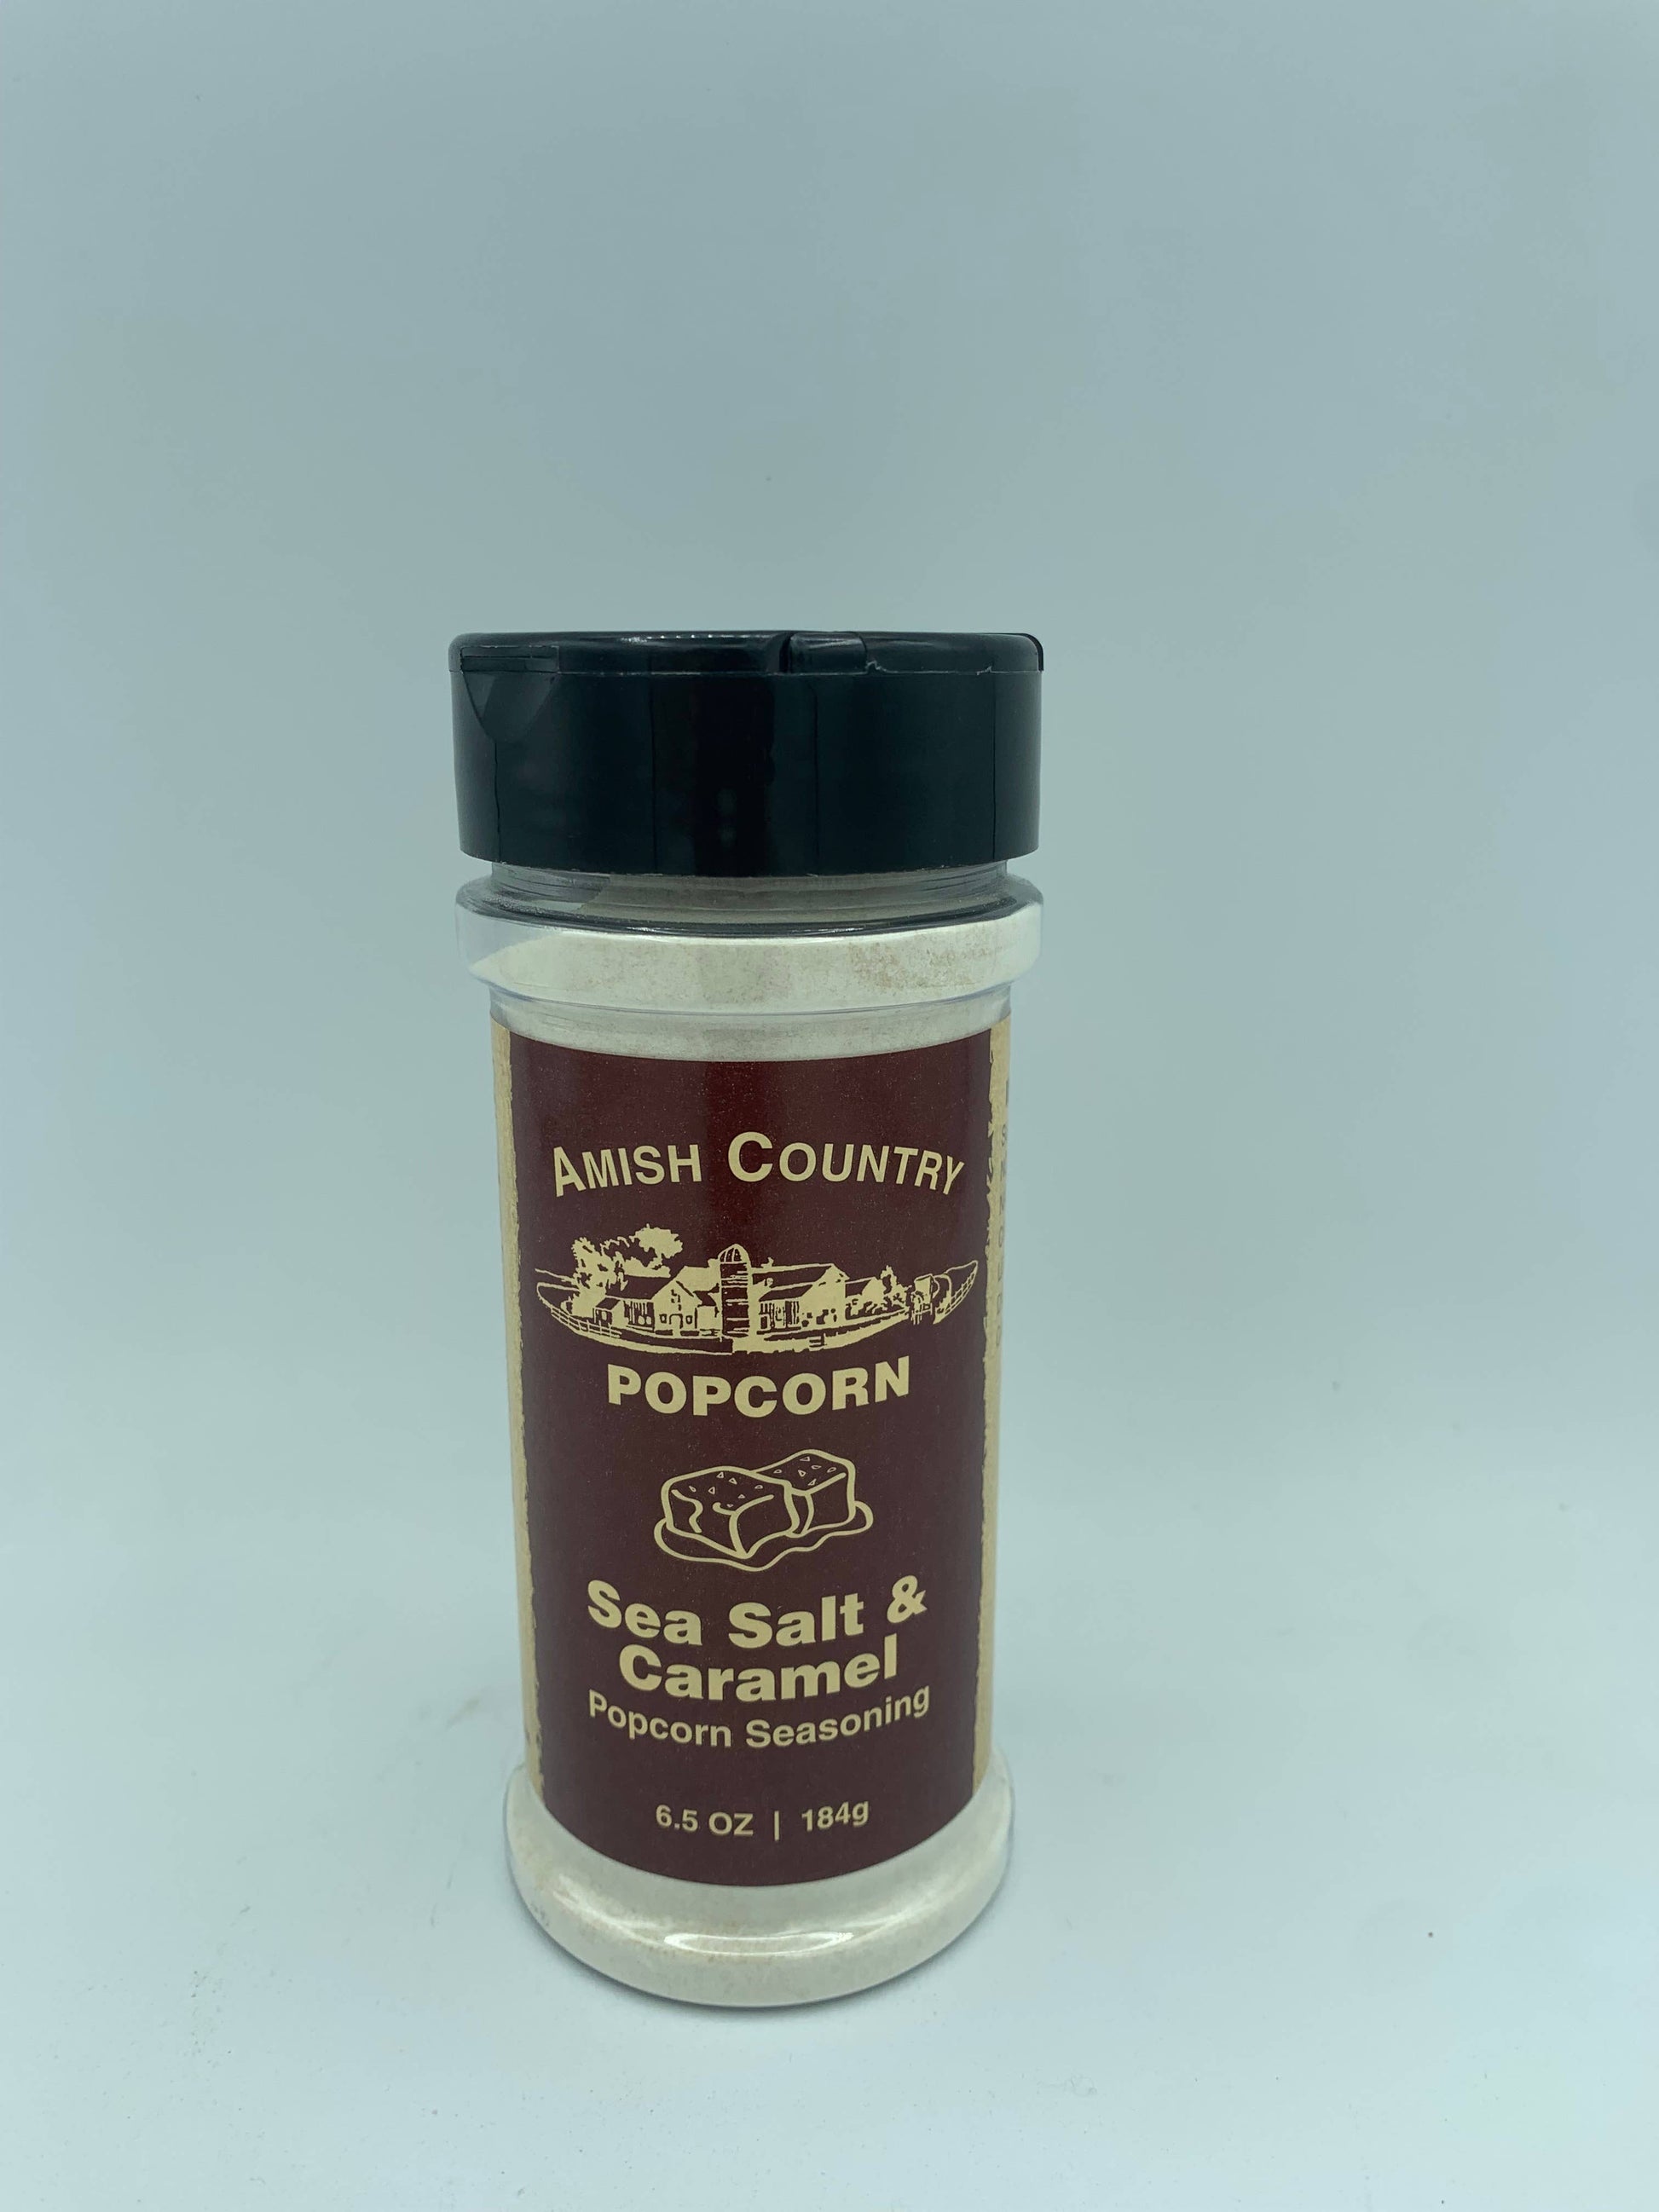 AMISH COUNTRY
POPCORN
Sea Salt &
Caramel
Popcorn Seasoning
6.5 OZ | 184g